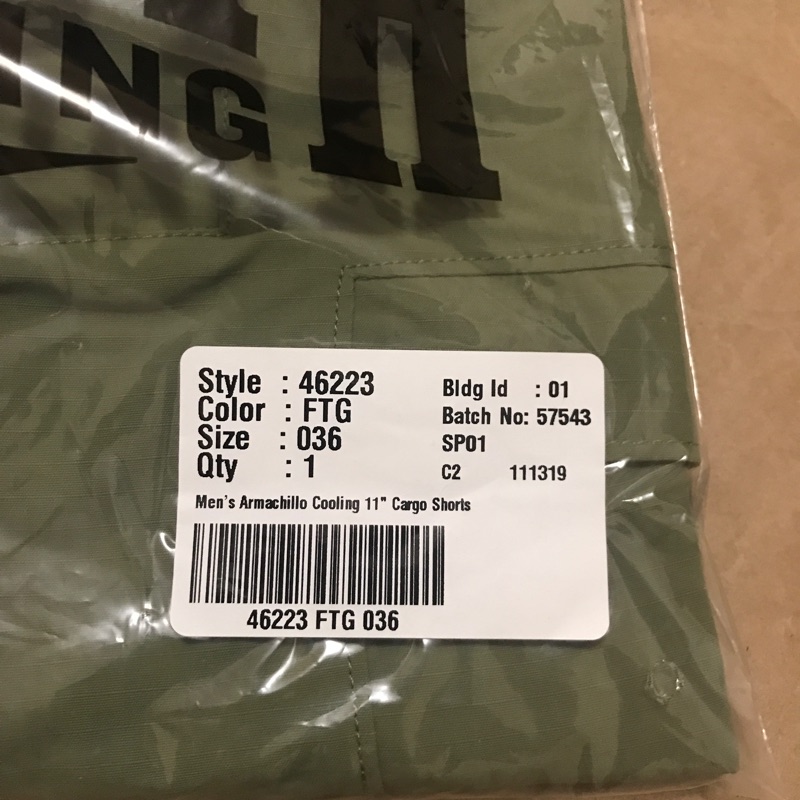 ING
Style : 46223
Color : FTG
Size : 036
Qty : 1
Bldg Id : 01
Batch No: 57543
SP01
C2 111319
Men's Armachillo Cooling 11" Cargo Shorts
46223 FTG 036